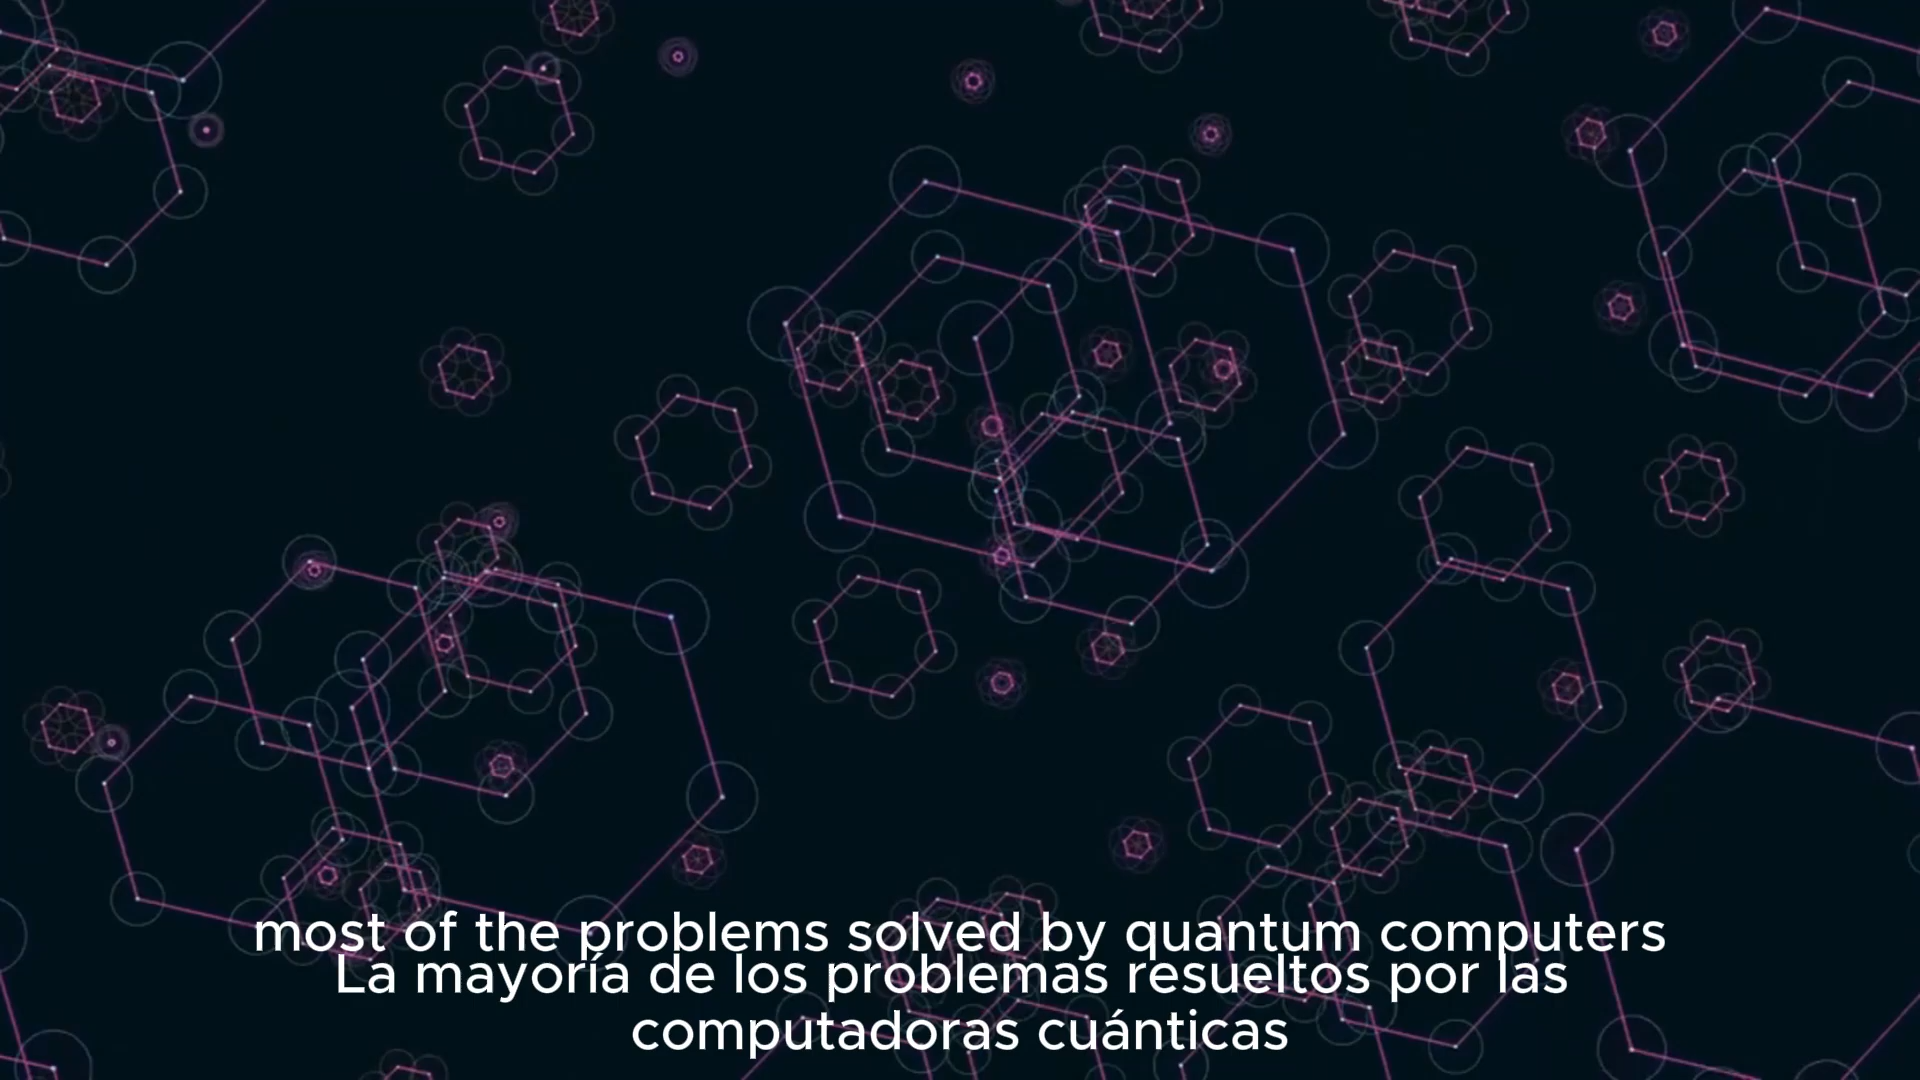 most of the problems solved by quantum computers
La mayoría de los problemas resueltos por las
computadoras cuánticas